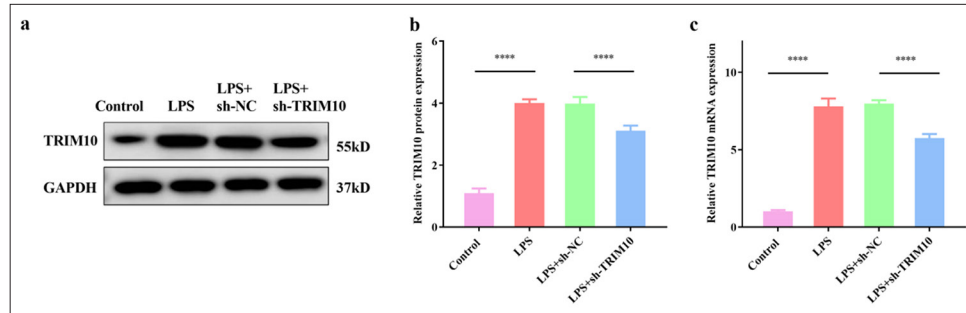 a
Control
LPS
LPS+
sh-NC
LPS+
sh-TRIM10
TRIM10
55kD
GAPDH
37kD
b
Relative TRIM10 protein expression
6
4
2
0
****
****
Control
LPS
LPS+sh-NC
LPS+sh-TRIM10
c
Relative TRIM10 mRNA expression
10
5
0
****
****
Control
LPS
LPS+sh-NC
LPS+sh-TRIM10